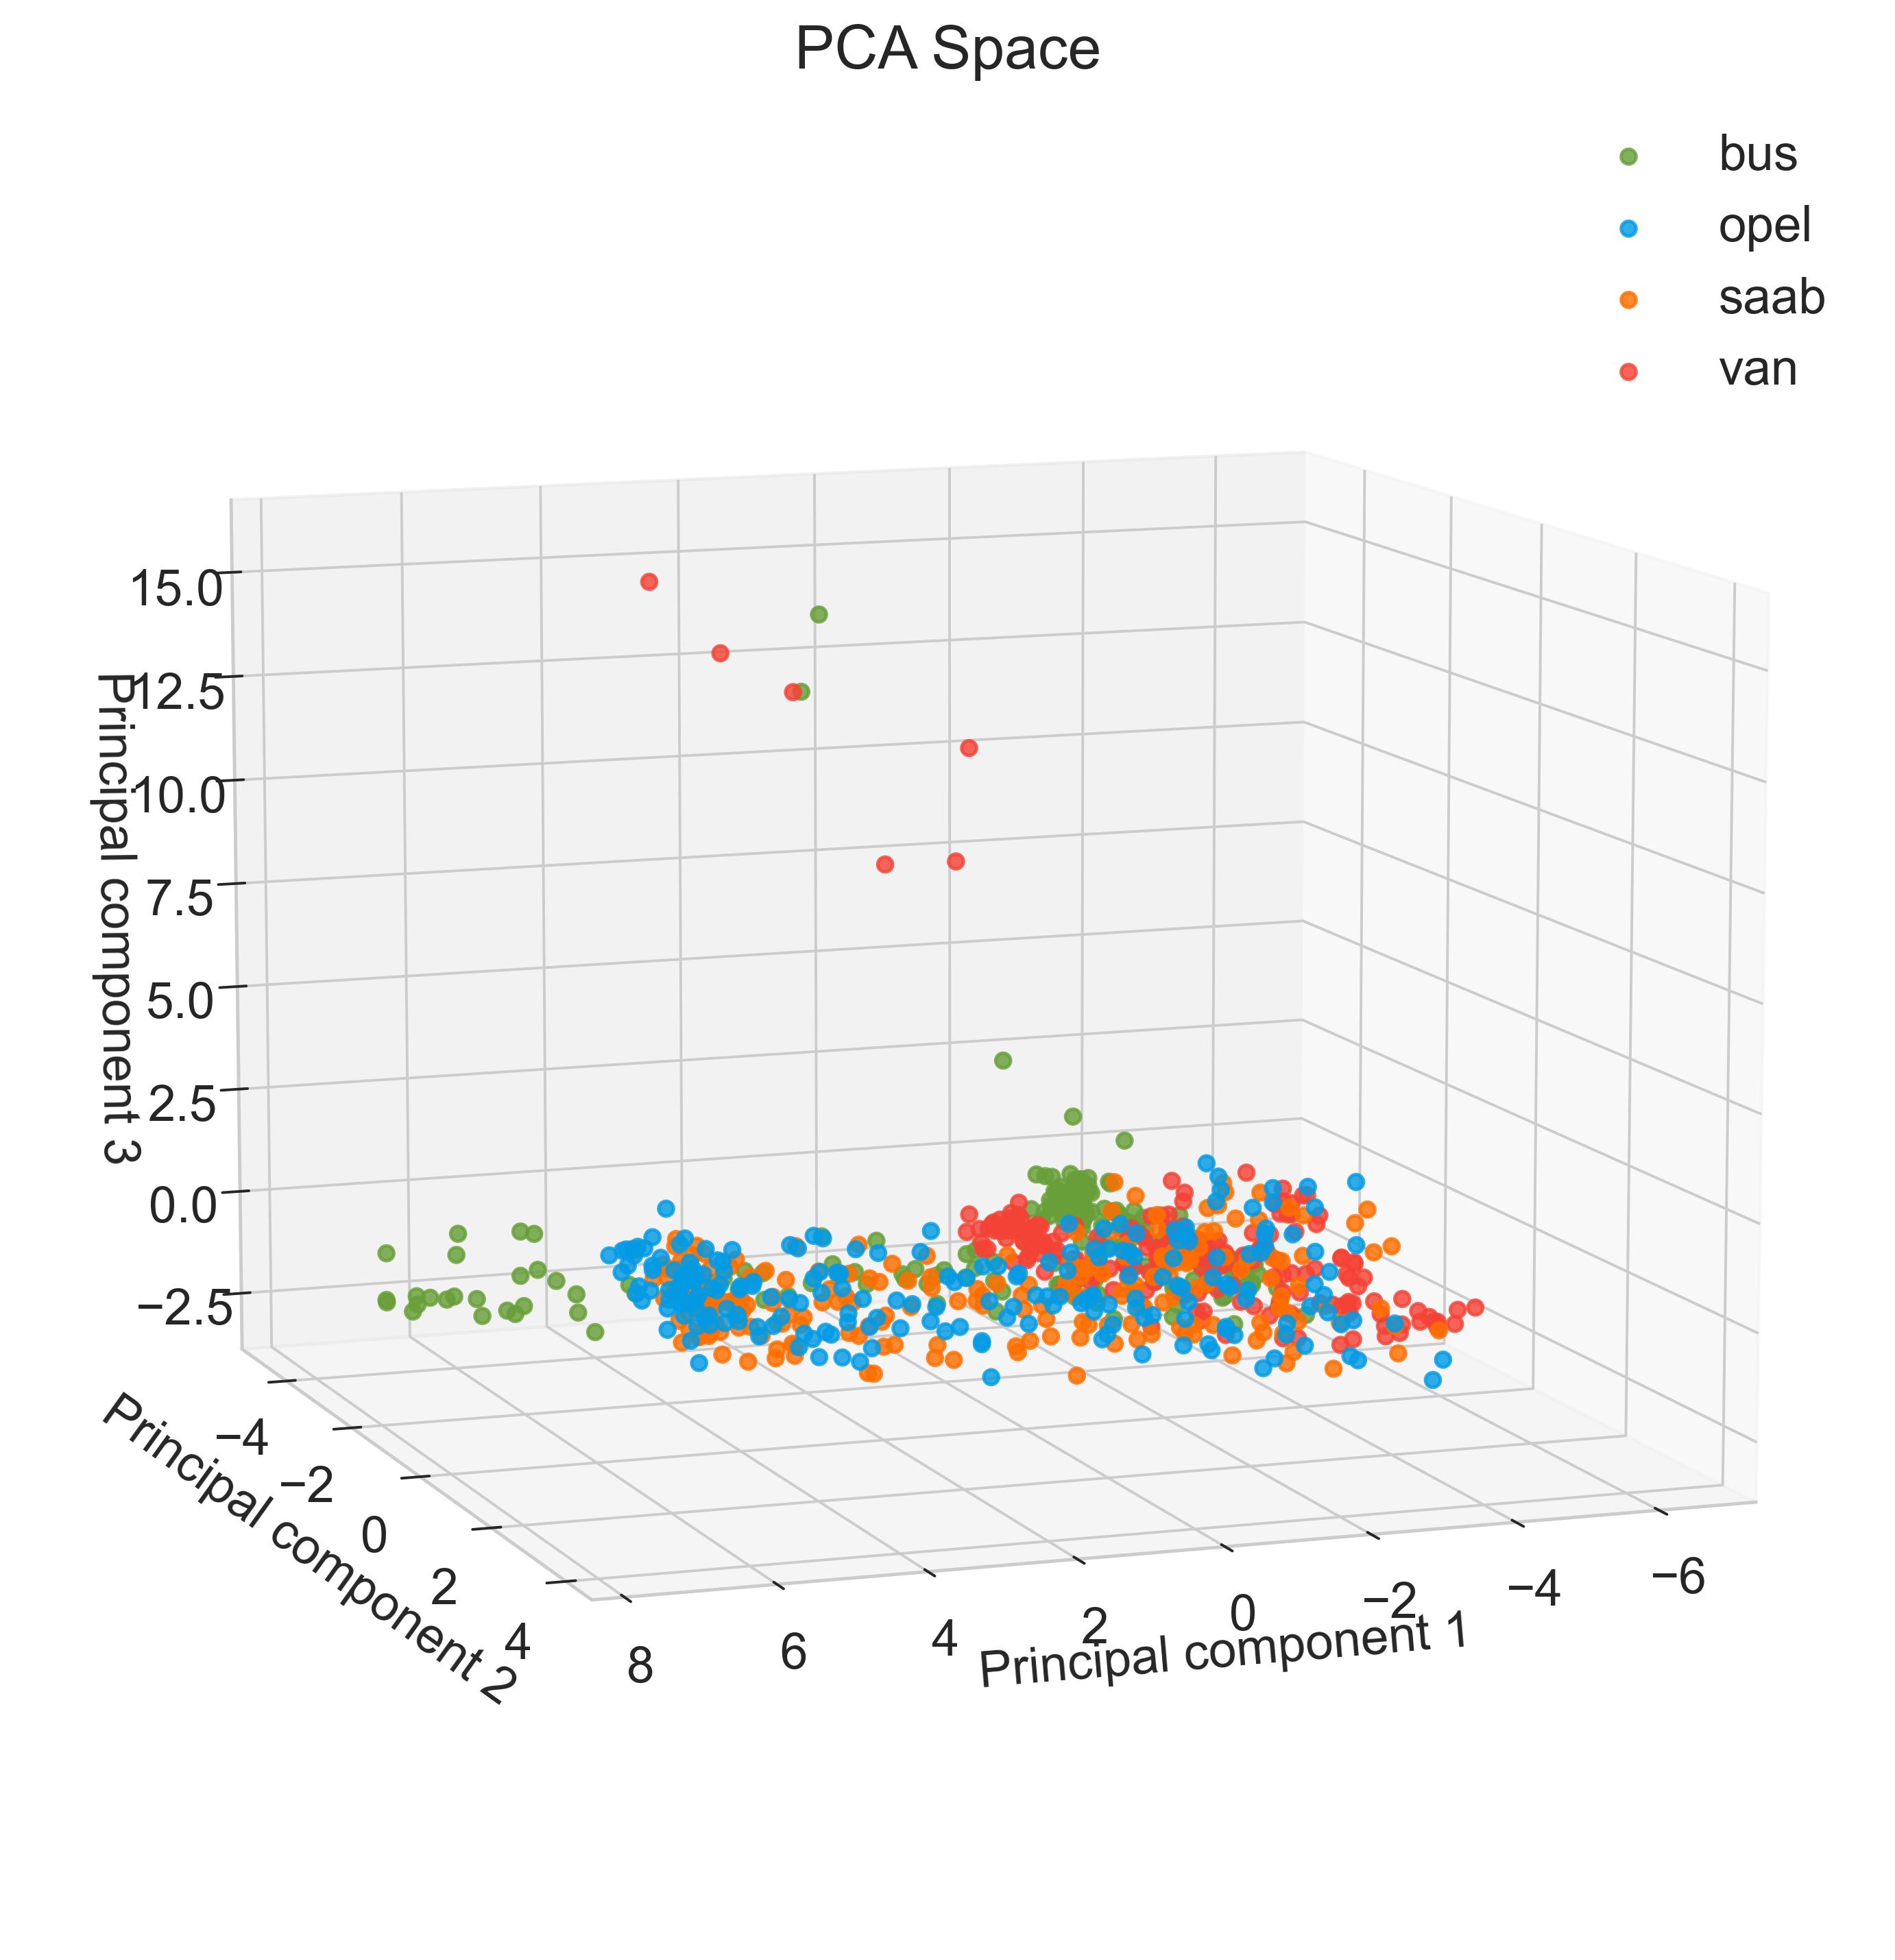 PCA Space
bus
opel
saab
van
15.0
12.5
10.0
7.5
5.0
2.5
0.0
−2.5
Principal component 3
−4
−2
0
2
4
Principal component 2
8
6
4
2
0
−2
−4
−6
Principal component 1